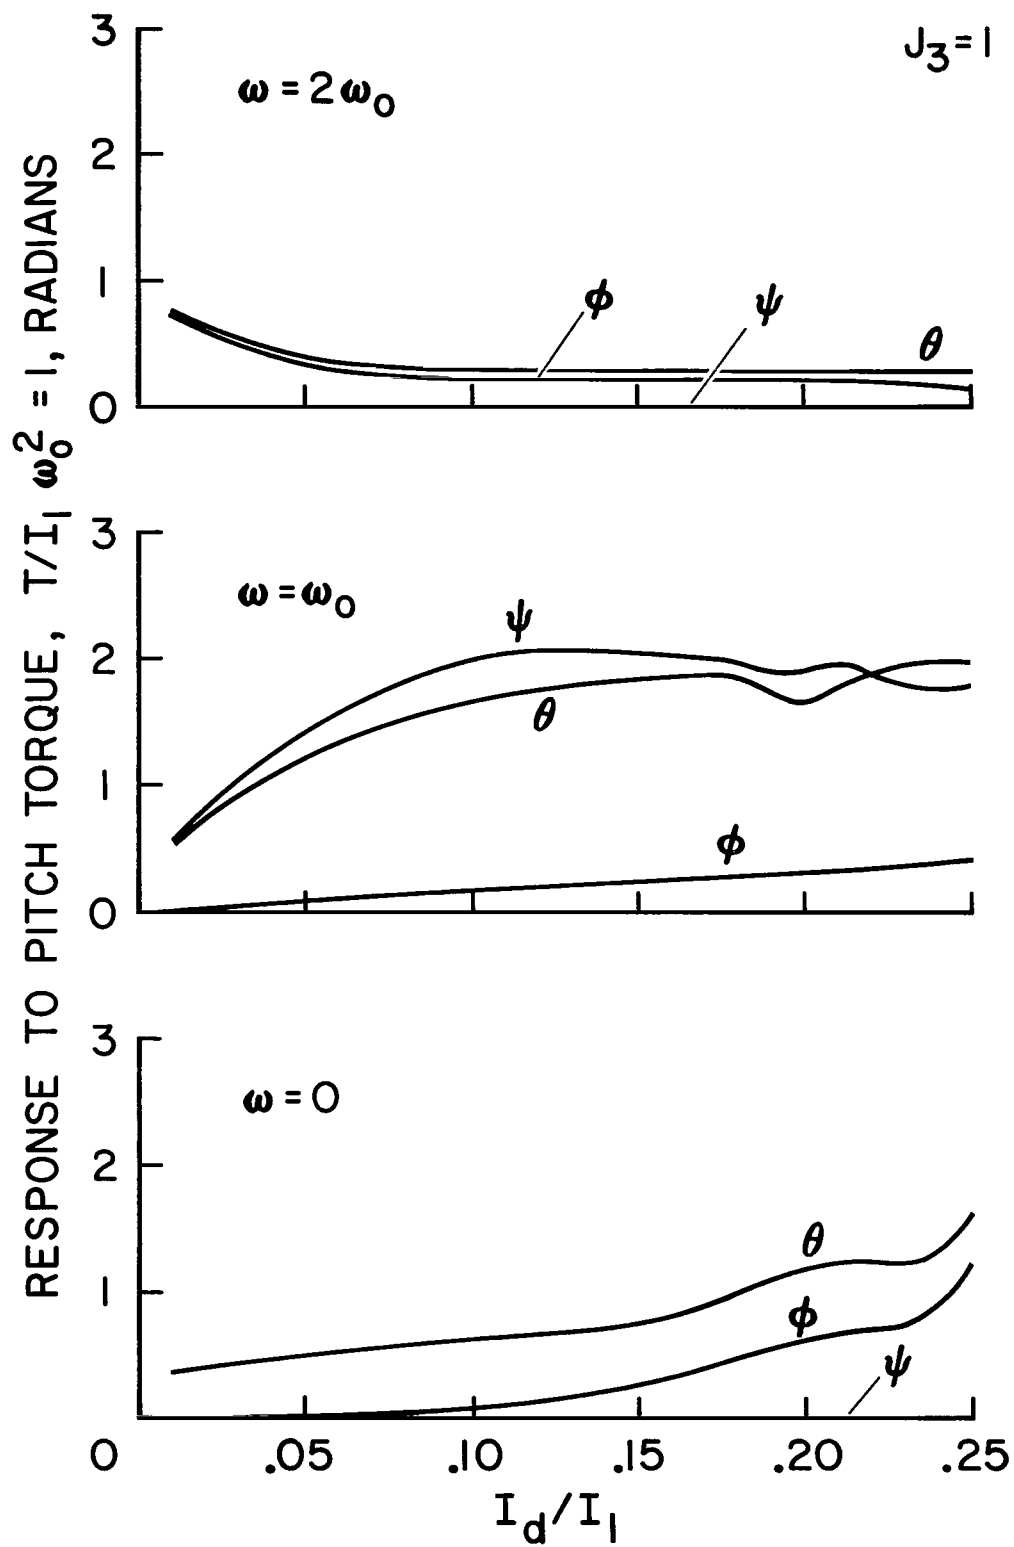 RESPONSE TO PITCH TORQUE, T/I₁ ω₀² = 1, RADIANS
J₃ = 1
3
ω = 2ω₀
2
1
ϕ
ψ
θ
0
3
ω = ω₀
ψ
2
θ
1
ϕ
0
3
ω = 0
2
θ
1
ϕ
ψ
0 .05 .10 .15 .20 .25
I_d/I₁